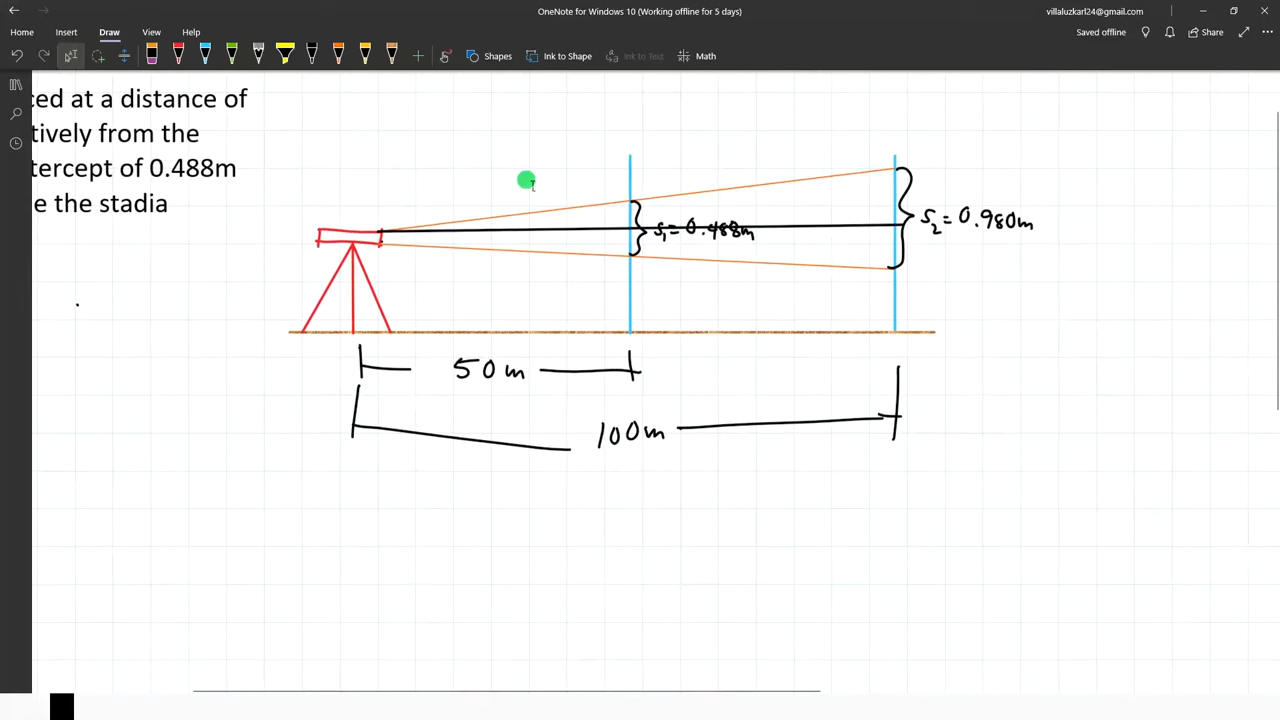 OneNote for Windows 10 (Working offline for 5 days)
villaluzkarl24@gmail.com
Home Insert Draw View Help
Saved offline Share
Shapes Ink to Shape Ink to Text Math
ced at a distance of
tively from the
tercept of 0.488m
e the stadia
S₁= 0.488m
S₂= 0.980m
50m
100m